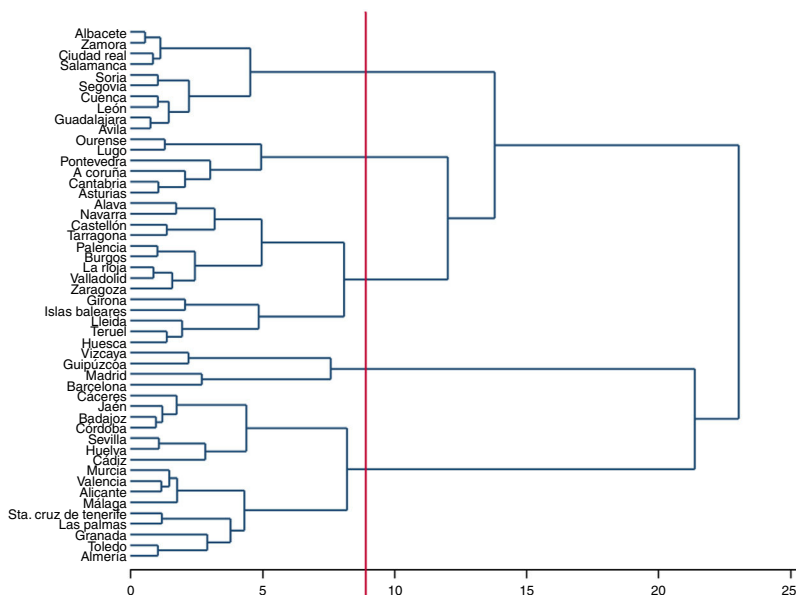 Albacete
Zamora
Ciudad real
Salamanca
Soria
Segovia
Cuenca
León
Guadalajara
Ávila
Ourense
Lugo
Pontevedra
A coruña
Cantabria
Asturias
Alava
Navarra
Castellón
Tarragona
Palencia
Burgos
La rioja
Valladolid
Zaragoza
Girona
Islas baleares
Lleida
Teruel
Huesca
Vizcaya
Guipúzcoa
Madrid
Barcelona
Cáceres
Jaén
Badajoz
Córdoba
Sevilla
Huelva
Cádiz
Murcia
Valencia
Alicante
Málaga
Sta. cruz de tenerife
Las palmas
Granada
Toledo
Almería
0 5 10 15 20 25